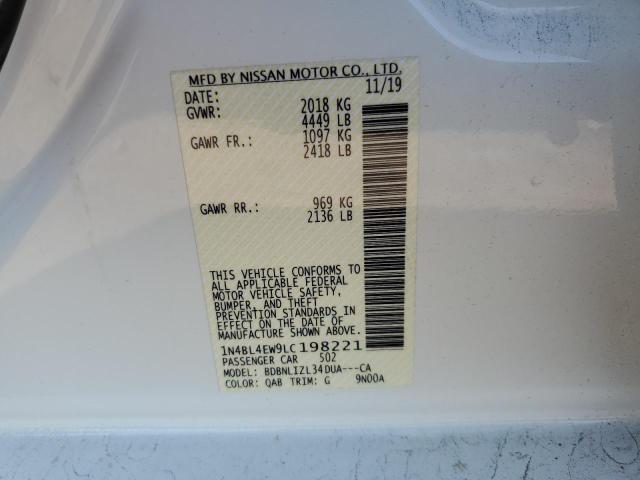 MFD BY NISSAN MOTOR CO., LTD.
DATE: 11/19
GVWR: 2018 KG
4449 LB
GAWR FR.: 1097 KG
2418 LB
GAWR RR.: 969 KG
2136 LB
THIS VEHICLE CONFORMS TO
ALL APPLICABLE FEDERAL
MOTOR VEHICLE SAFETY,
BUMPER, AND THEFT
PREVENTION STANDARDS IN
EFFECT ON THE DATE OF
MANUFACTURE SHOWN ABOVE.
1N4BL4EW9LC198221
PASSENGER CAR 502
MODEL: BDBNLIZL34DUA---CA
COLOR: QAB TRIM: G 9N00A